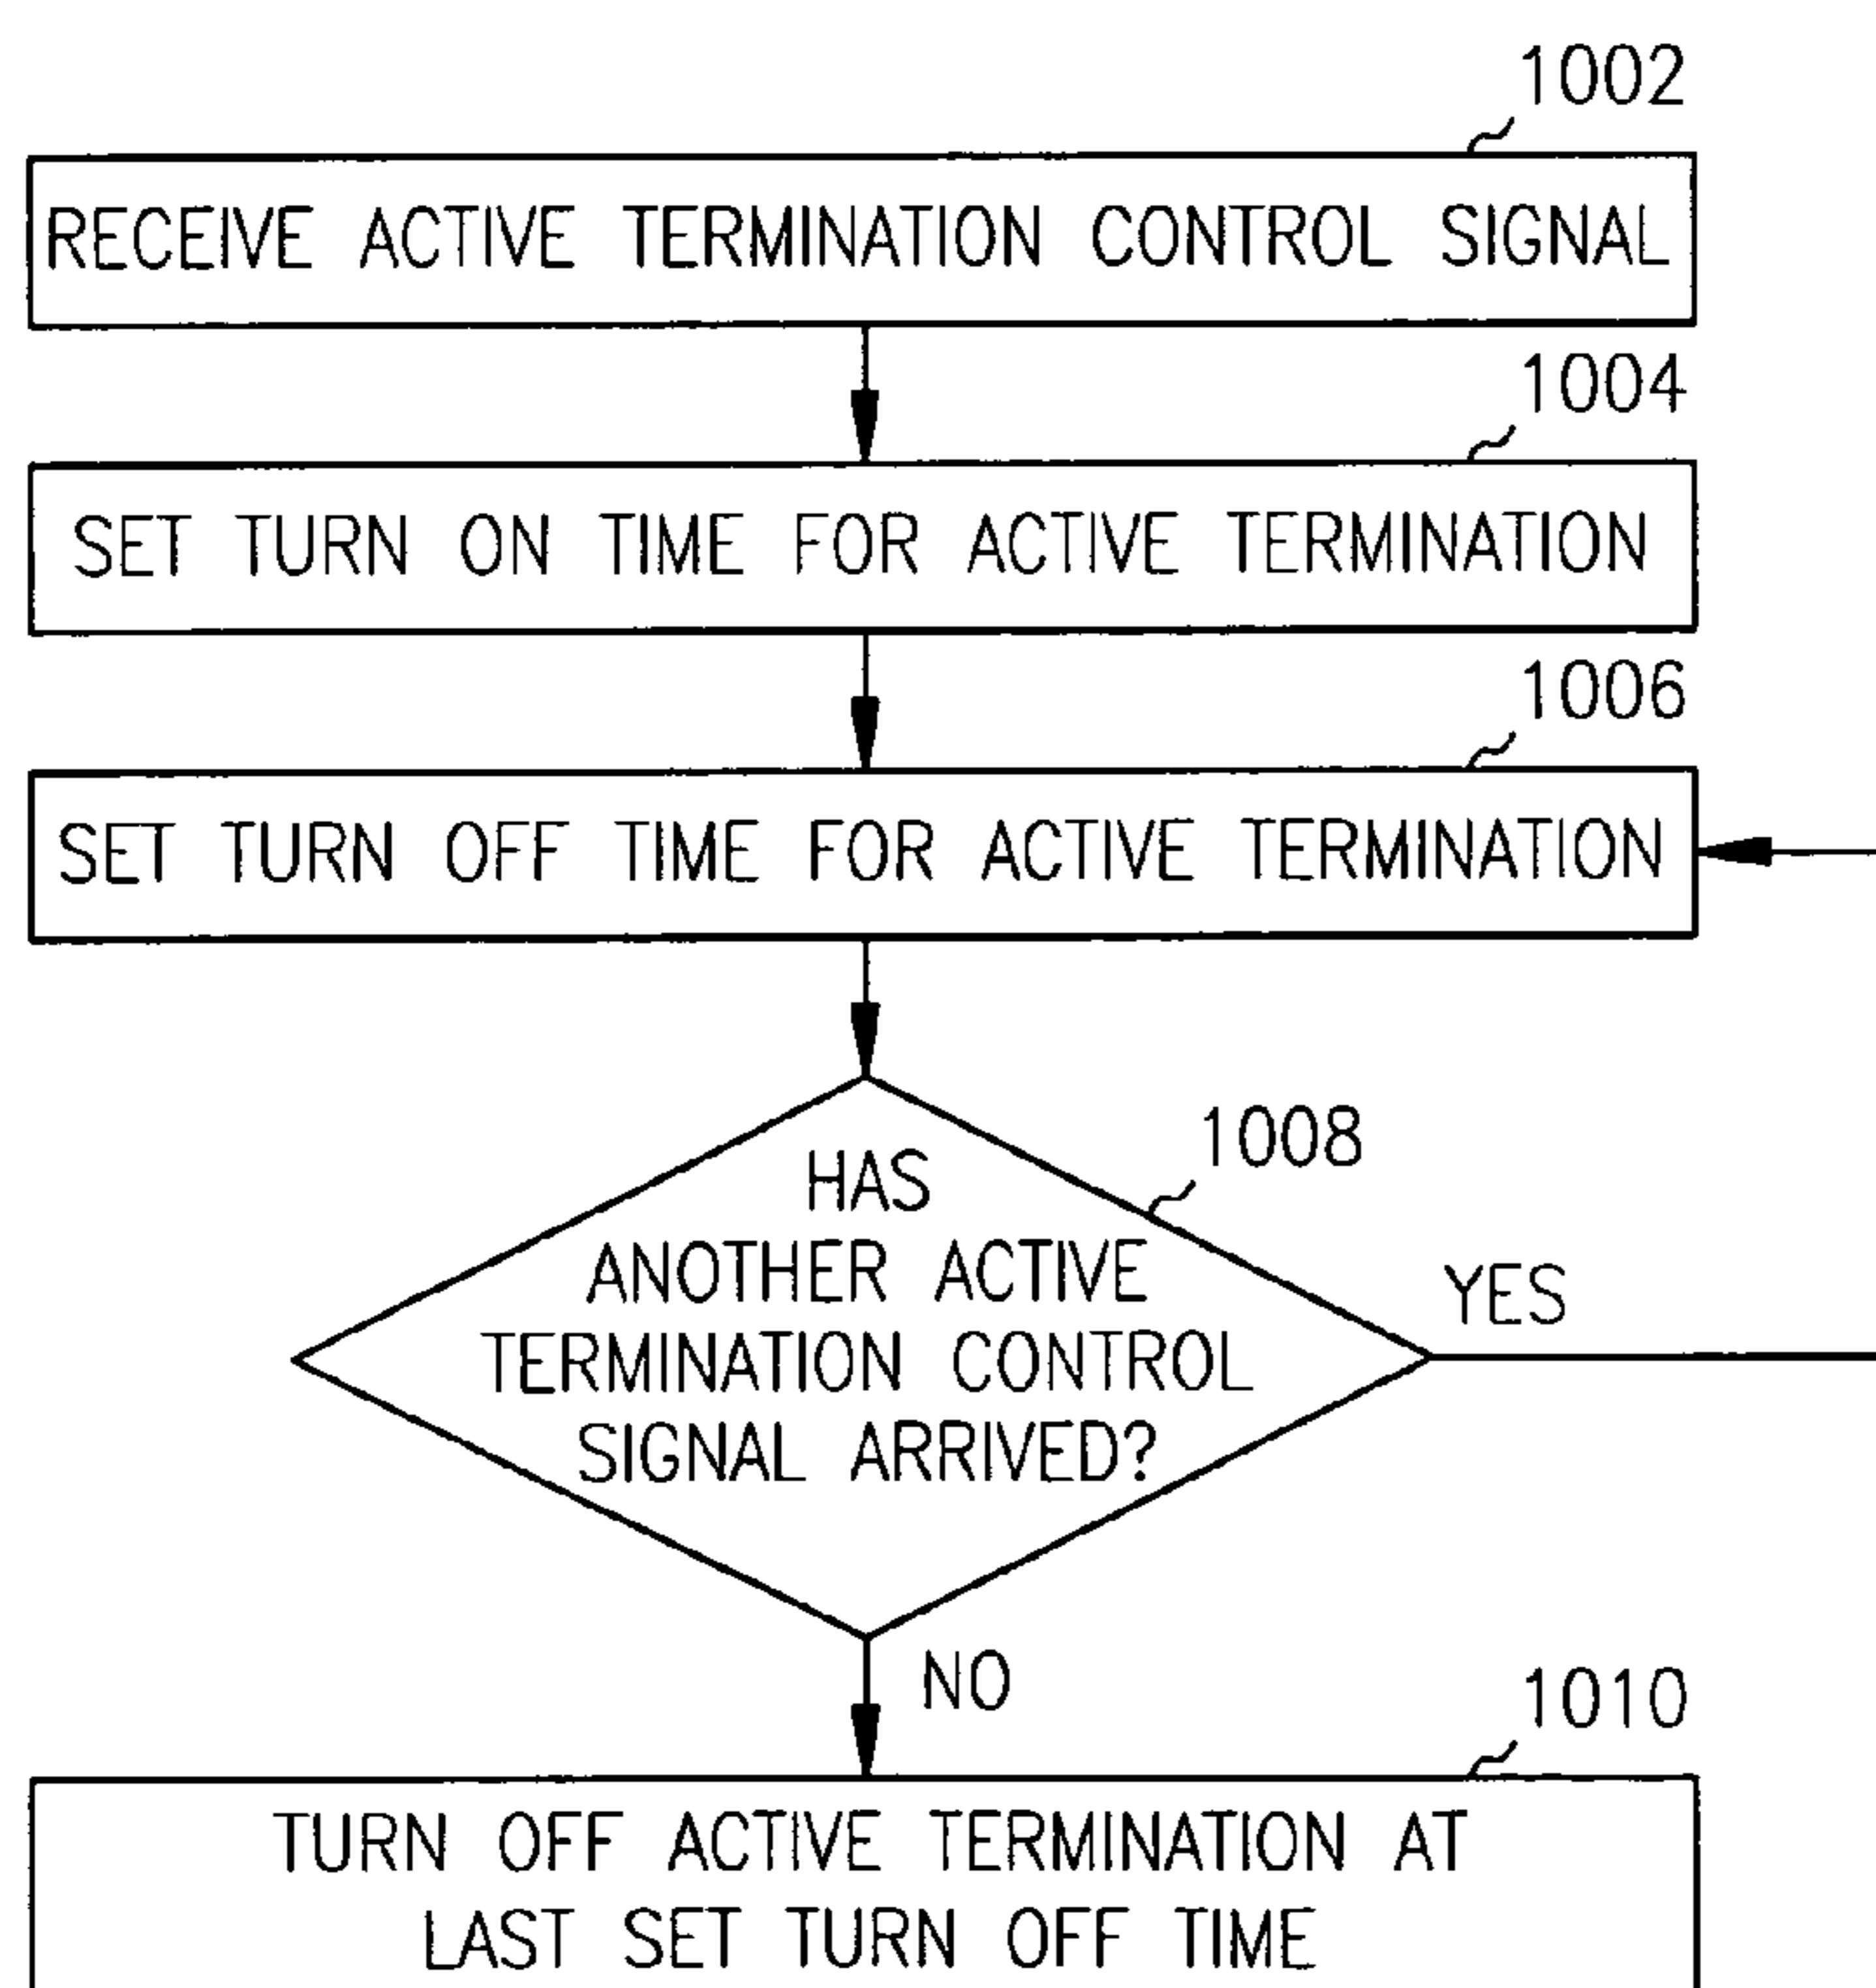 1002
RECEIVE ACTIVE TERMINATION CONTROL SIGNAL
1004
SET TURN ON TIME FOR ACTIVE TERMINATION
1006
SET TURN OFF TIME FOR ACTIVE TERMINATION
1008
HAS
ANOTHER ACTIVE
TERMINATION CONTROL
SIGNAL ARRIVED?
YES
NO
1010
TURN OFF ACTIVE TERMINATION AT
LAST SET TURN OFF TIME